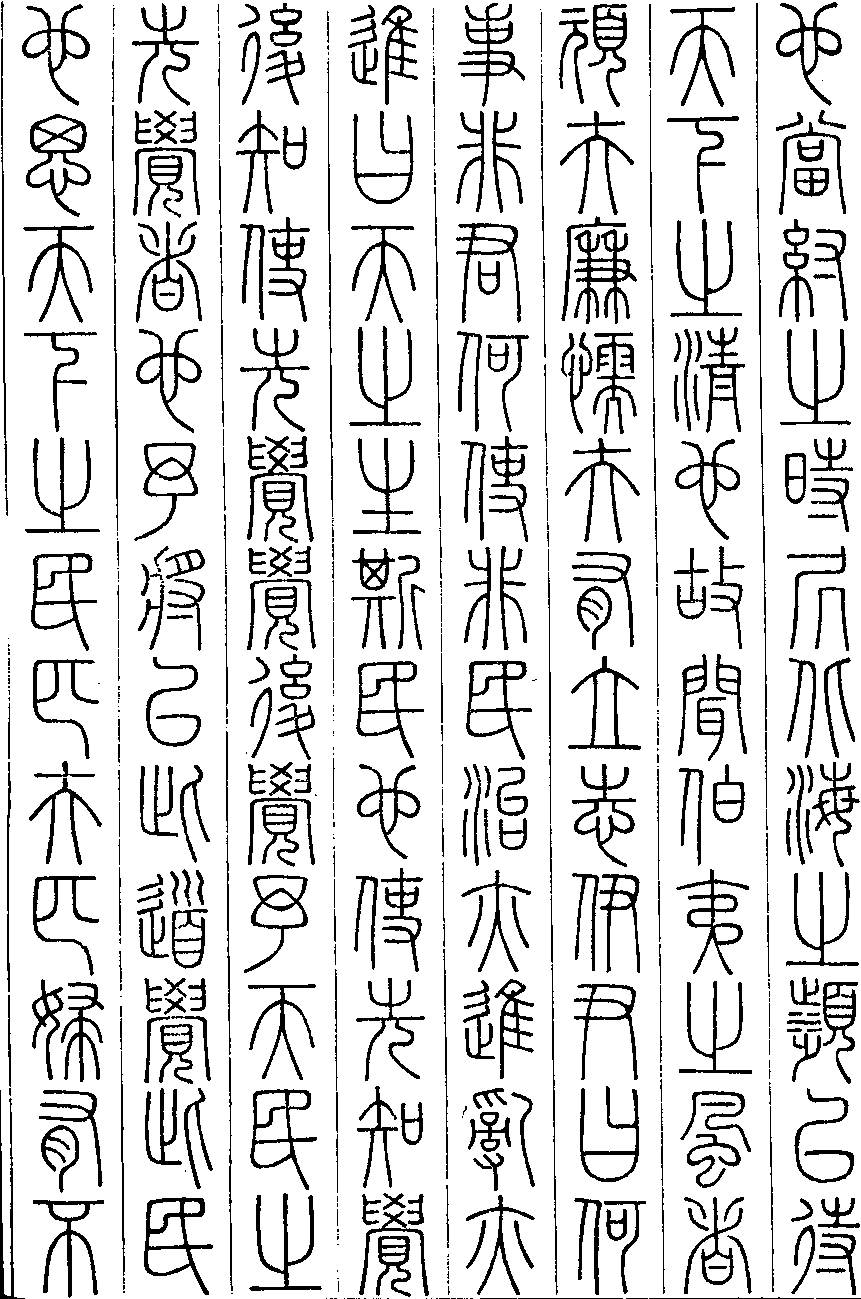 也當紂之時居北海之濱以待
天下之清也故聞伯夷之風者
頑夫廉懦夫有立志伊尹曰何
事非君何使非民治亦進亂亦
進曰天之生斯民也使先知覺
後知使先覺覺後覺予天民之
先覺者也予將以此道覺此民
也思天下之民匹夫匹婦有不